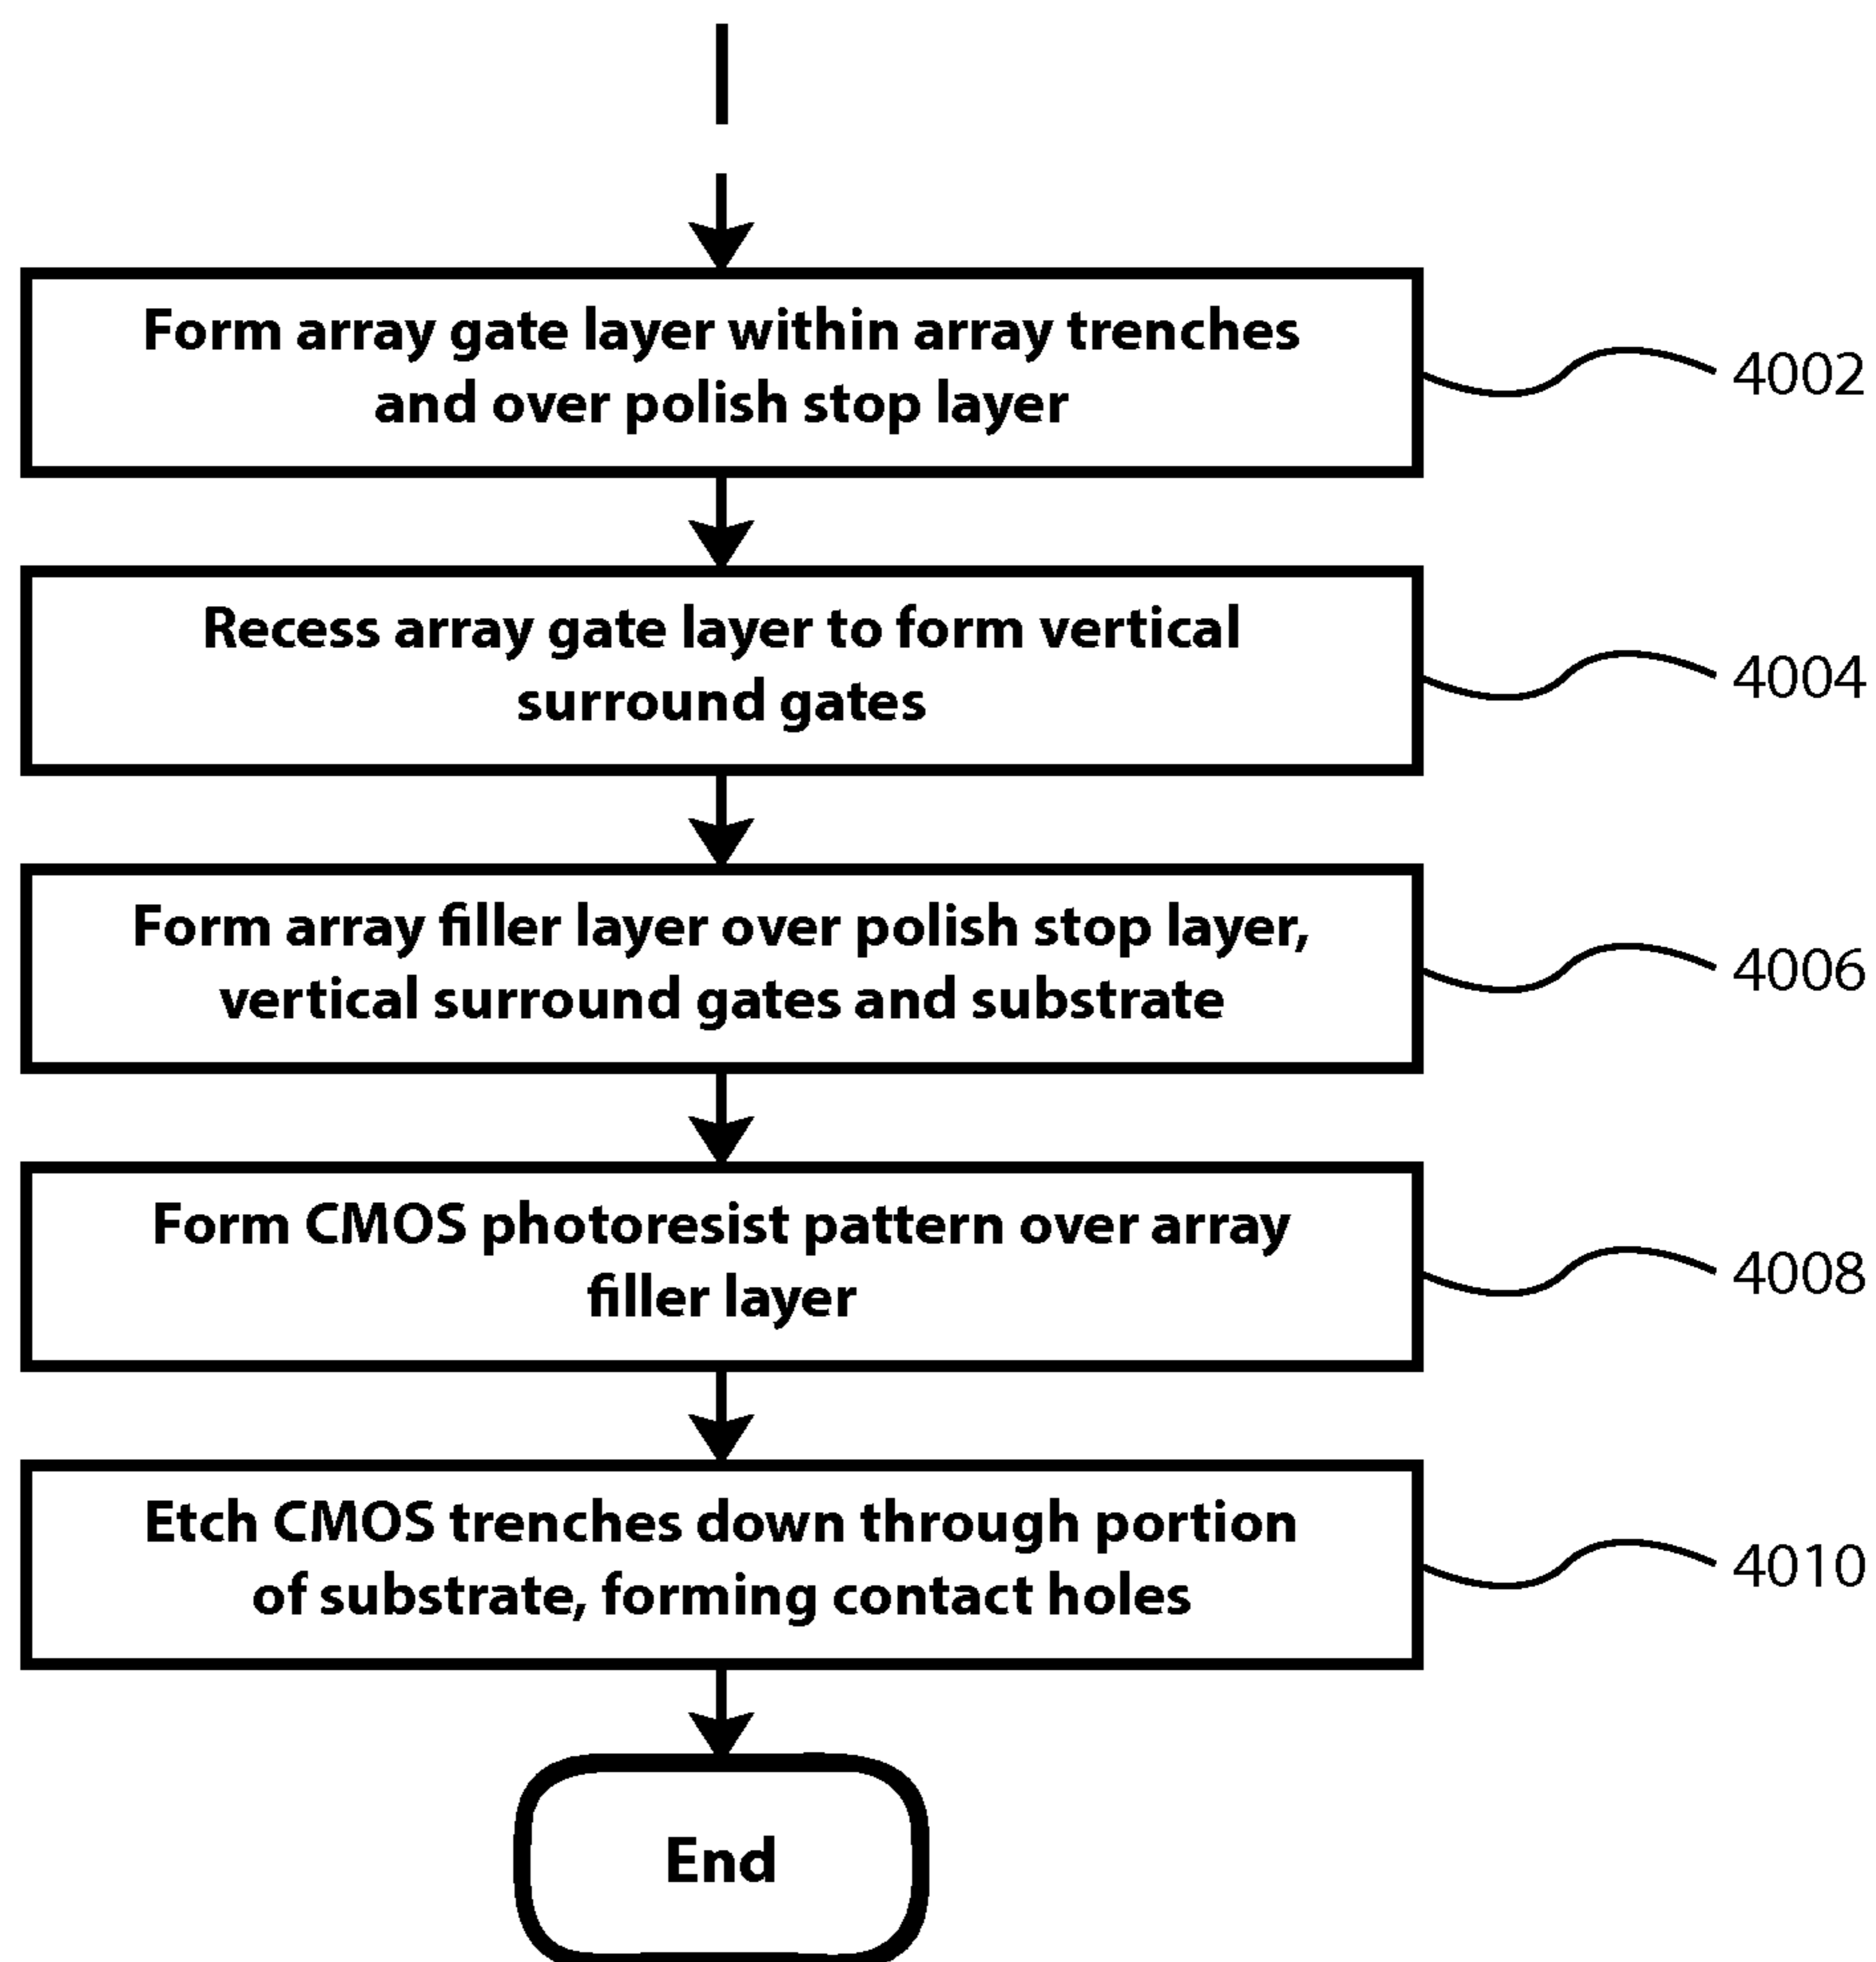 Form array gate layer within array trenches
and over polish stop layer
4002
Recess array gate layer to form vertical
surround gates
4004
Form array filler layer over polish stop layer,
vertical surround gates and substrate
4006
Form CMOS photoresist pattern over array
filler layer
4008
Etch CMOS trenches down through portion
of substrate, forming contact holes
4010
End